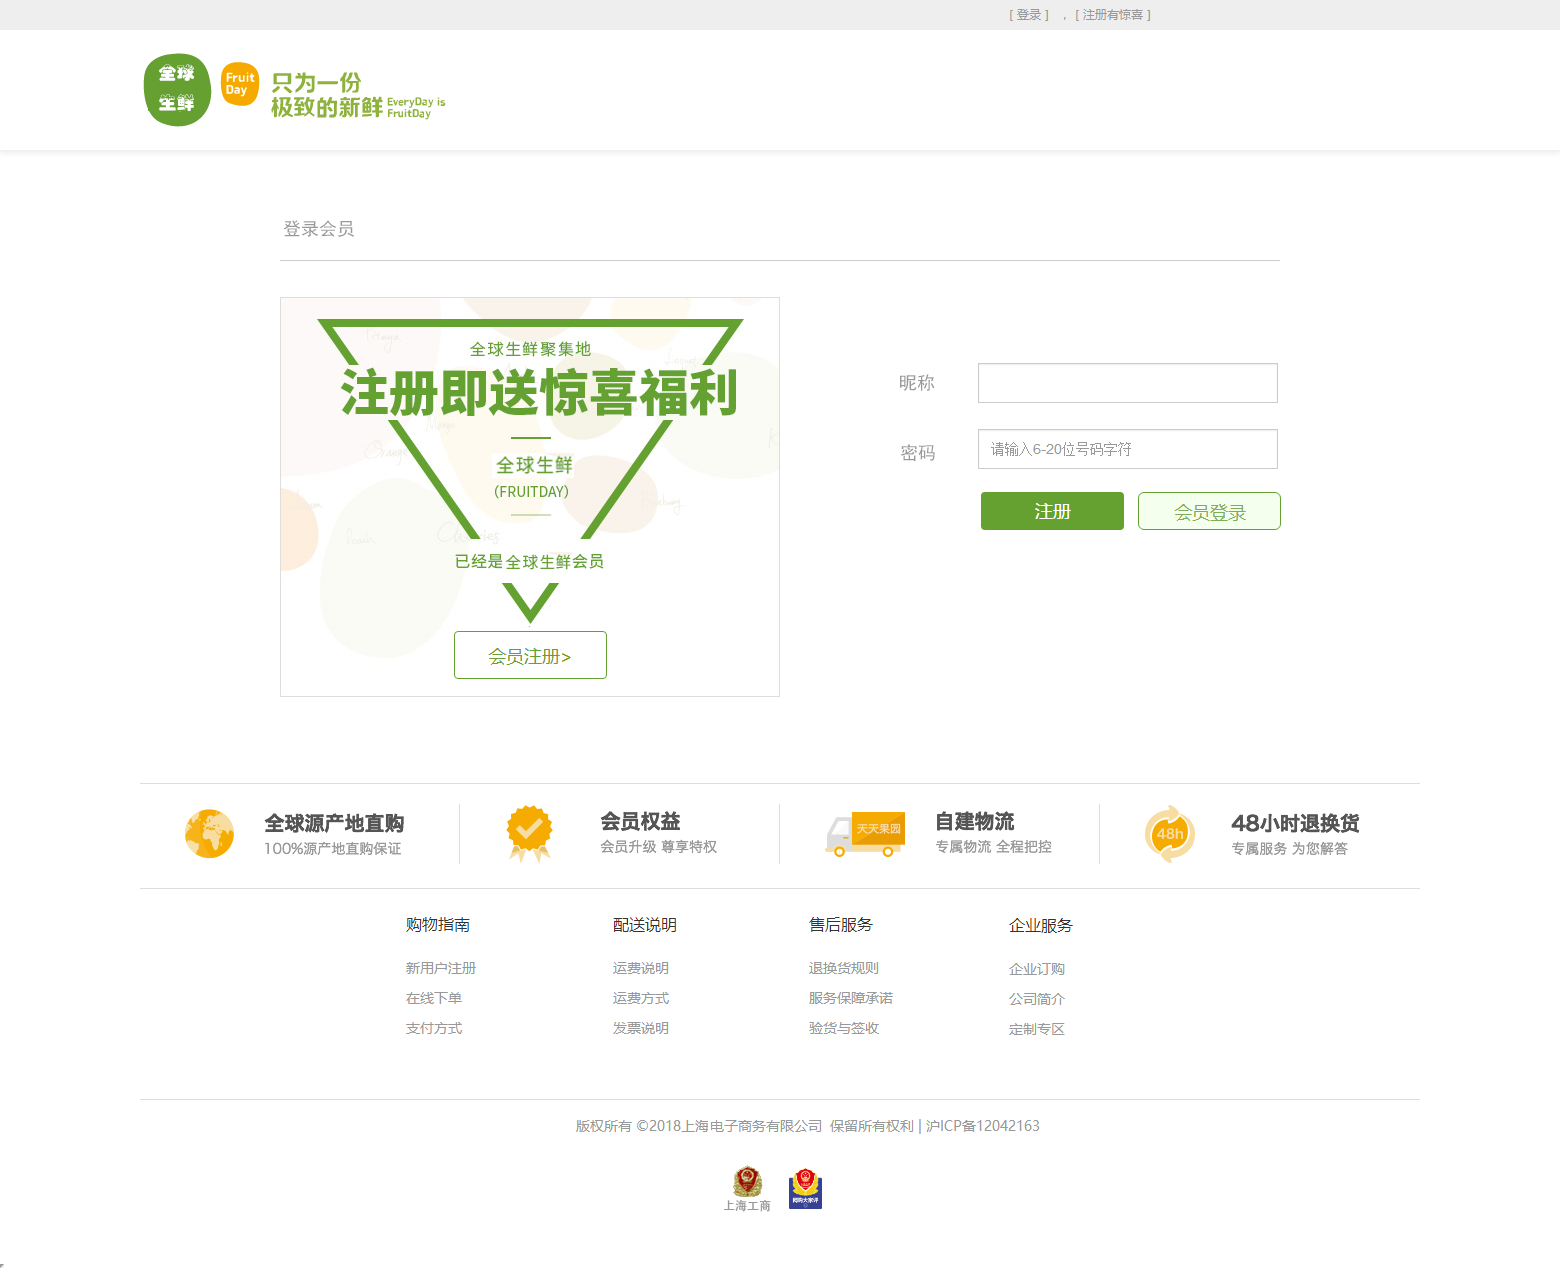 [ 登录 ] , [ 注册有惊喜 ]
全球
生鲜
Fruit
Day
只为一份
极致的新鲜
EveryDay is
FruitDay
登录会员
全球生鲜聚集地
注册即送惊喜福利
全球生鲜
(FRUITDAY)
已经是全球生鲜会员
会员注册>
昵称
密码 请输入6-20位号码字符
注册 会员登录
全球源产地直购
100%源产地直购保证
会员权益
会员升级 尊享特权
天天果园
自建物流
专属物流 全程把控
48h
48小时退换货
专属服务 为您解答
购物指南 配送说明 售后服务 企业服务
新用户注册 运费说明 退换货规则 企业订购
在线下单 运费方式 服务保障承诺 公司简介
支付方式 发票说明 验货与签收 定制专区
版权所有 ©2018上海电子商务有限公司 保留所有权利 | 沪ICP备12042163
上海工商
网购大家评